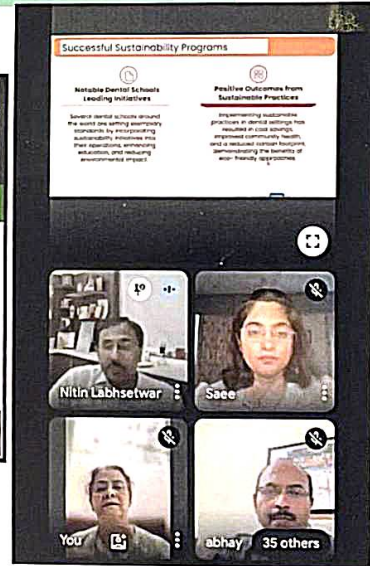 Successful Sustainability Programs
Notable Dental Schools
Leading Initiatives
Several dental schools around
the world are setting exemplary
standards by incorporating
sustainability initiatives into
their operations, enhancing
education, and reducing
environmental impact.
Positive Outcomes from
Sustainable Practices
Implementing sustainable
practices in dental settings has
resulted in cost savings,
improved community health,
and a reduced carbon footprint,
demonstrating the benefits of
eco-friendly approaches.
Nitin Labhsetwar
Saee
You
abhay
35 others